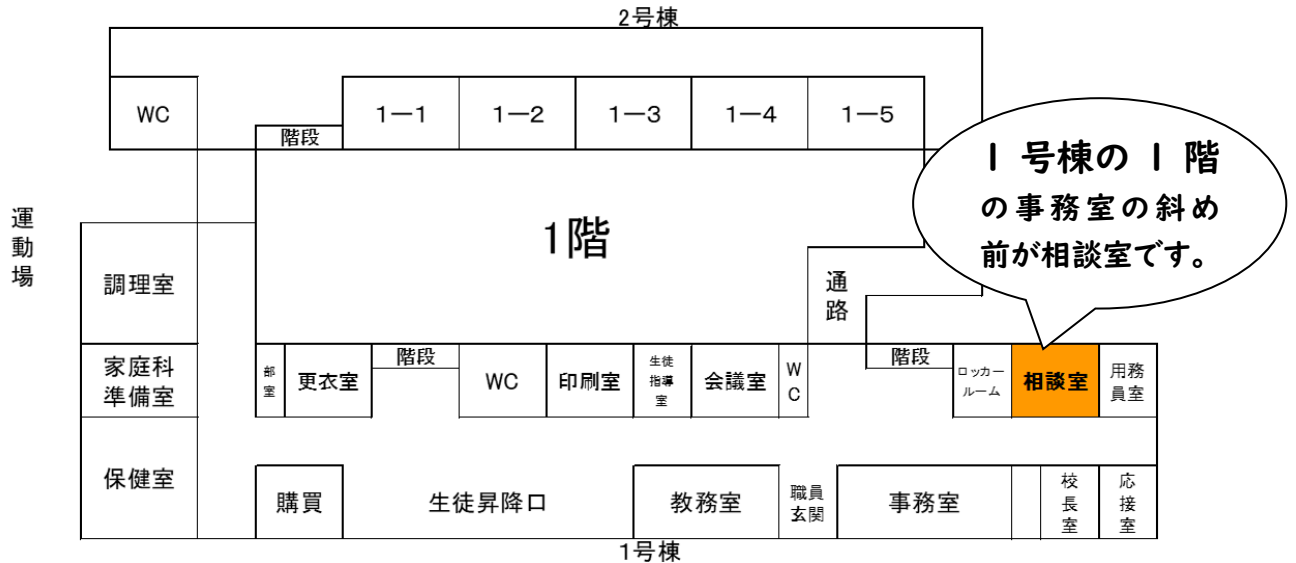 2号棟
WC
階段
1―1
1―2
1―3
1―4
1―5
1 号棟の 1 階
の事務室の斜め
前が相談室です。
運動場
1階
調理室
通路
家庭科
準備室
部室
更衣室
階段
WC
印刷室
生徒
指導
室
会議室
WC
階段
ロッカー
ルーム
相談室
用務
員室
保健室
購買
生徒昇降口
教務室
職員
玄関
事務室
校長室
応接室
1号棟